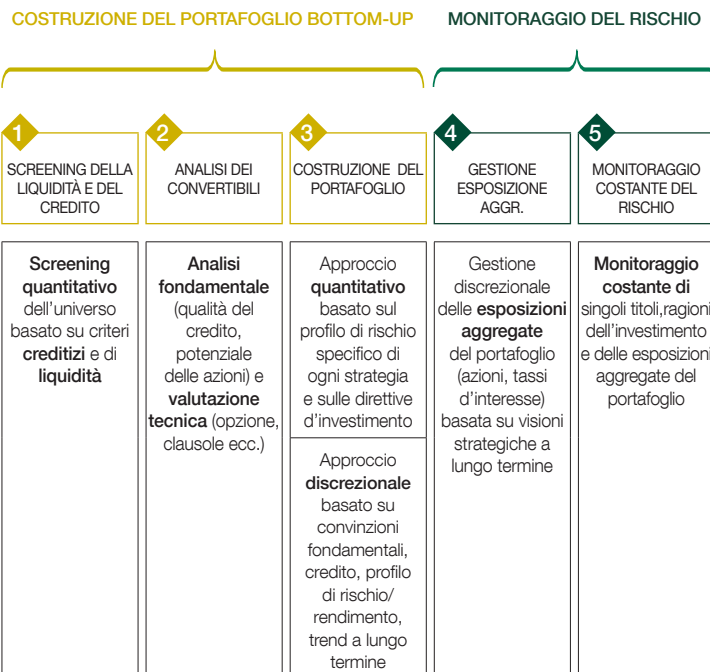 COSTRUZIONE DEL PORTAFOGLIO BOTTOM-UP
MONITORAGGIO DEL RISCHIO
1
SCREENING DELLA
LIQUIDITÀ E DEL
CREDITO
2
ANALISI DEI
CONVERTIBILI
3
COSTRUZIONE DEL
PORTAFOGLIO
4
GESTIONE
ESPOSIZIONE
AGGR.
5
MONITORAGGIO
COSTANTE DEL
RISCHIO
Screening
quantitativo
dell'universo
basato su criteri
creditizi e di
liquidità
Analisi
fondamentale
(qualità del
credito,
potenziale
delle azioni) e
valutazione
tecnica (opzione,
clausole ecc.)
Approccio
quantitativo
basato sul
profilo di rischio
specifico di
ogni strategia
e sulle direttive
d'investimento
Approccio
discrezionale
basato su
convinzioni
fondamentali,
credito, profilo
di rischio/
rendimento,
trend a lungo
termine
Gestione
discrezionale
delle esposizioni
aggregate
del portafoglio
(azioni, tassi
d'interesse)
basata su visioni
strategiche a
lungo termine
Monitoraggio
costante di
singoli titoli,ragioni
dell'investimento
e delle esposizioni
aggregate del
portafoglio